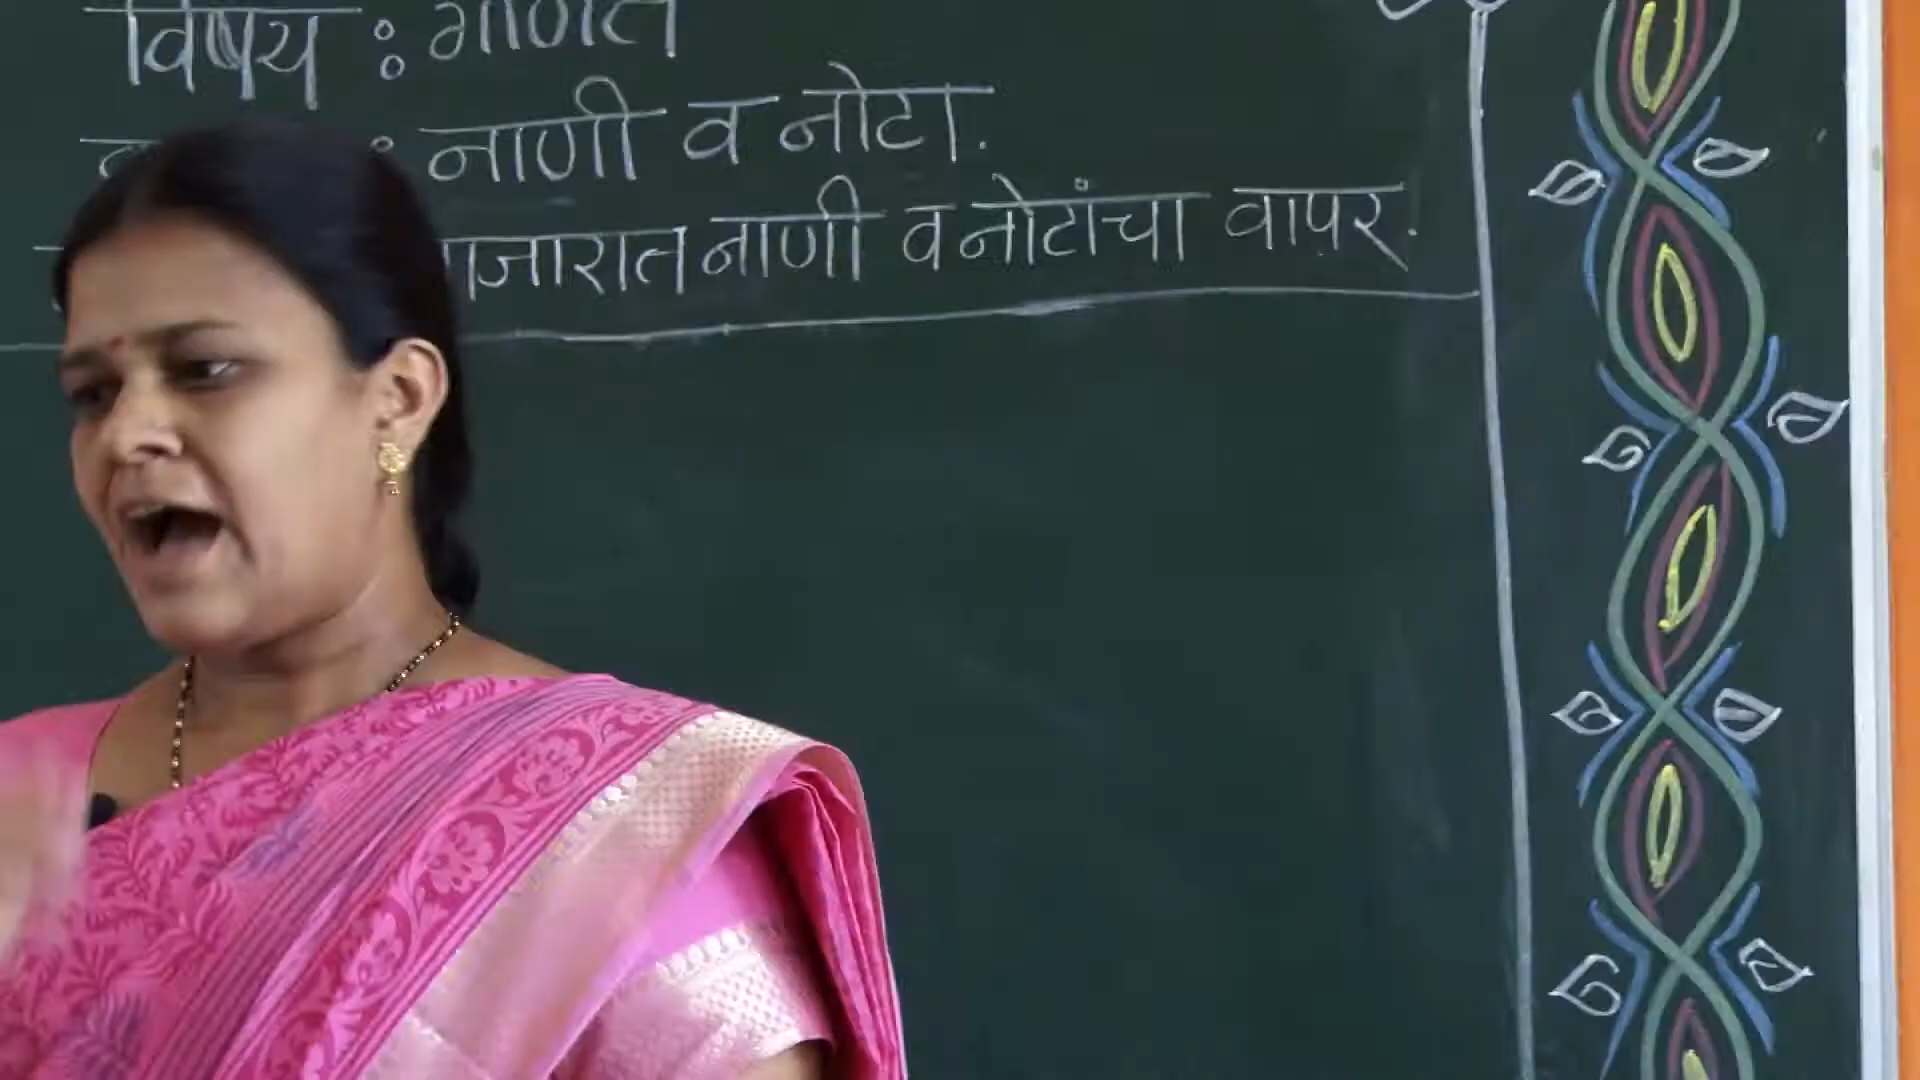 विषय : गणित
: नाणी व नोटा.
नाणी व नोटांचा वापर.